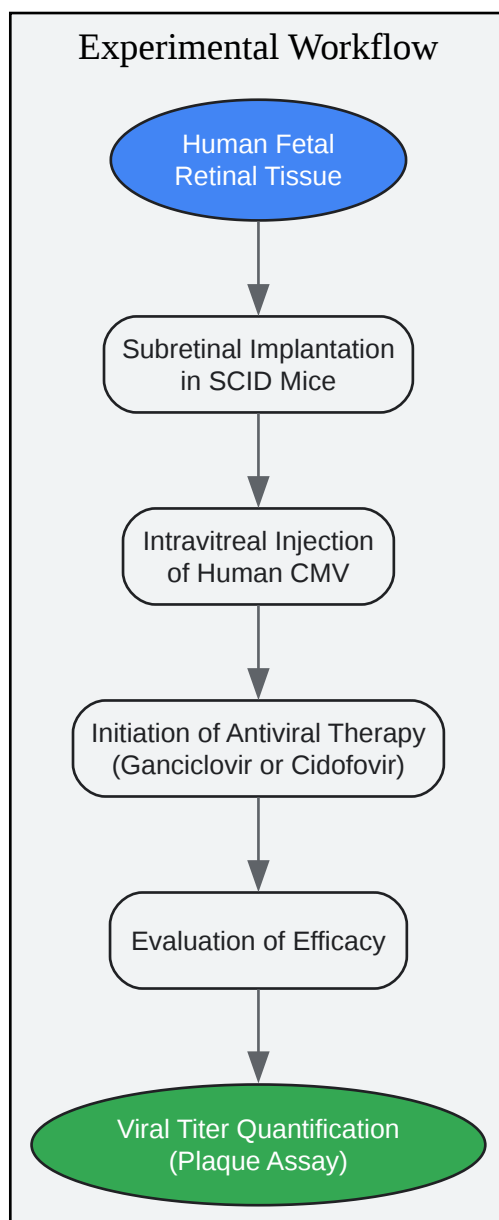 Experimental Workflow
Human Fetal
Retinal Tissue
Subretinal Implantation
in SCID Mice
Intravitreal Injection
of Human CMV
Initiation of Antiviral Therapy
(Ganciclovir or Cidofovir)
Evaluation of Efficacy
Viral Titer Quantification
(Plaque Assay)